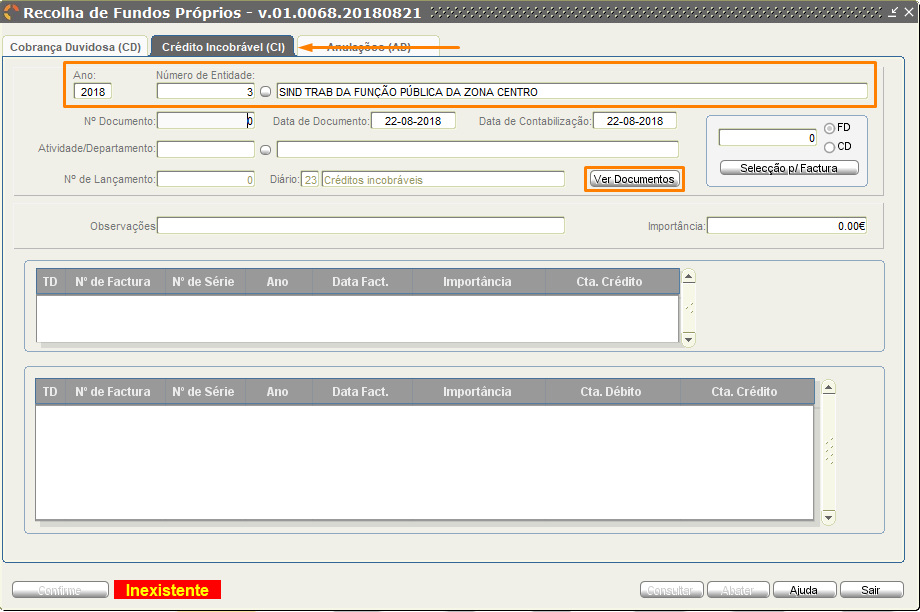 Recolha de Fundos Próprios - v.01.0068.20180821
Cobrança Duvidosa (CD) Crédito Incobrável (CI) Anulações (AB)
Ano: Número de Entidade:
2018 3 SIND TRAB DA FUNÇÃO PÚBLICA DA ZONA CENTRO
Nº Documento: 0 Data de Documento: 22-08-2018 Data de Contabilização: 22-08-2018
0 FD
CD
Atividade/Departamento:
Selecção p/ Factura
Nº de Lançamento: 0 Diário: 23 Créditos incobráveis Ver Documentos
Observações Importância: 0.00€
TD Nº de Factura Nº de Série Ano Data Fact. Importância Cta. Crédito
TD Nº de Factura Nº de Série Ano Data Fact. Importância Cta. Débito Cta. Crédito
Confirme Inexistente Consultar Abater Ajuda Sair